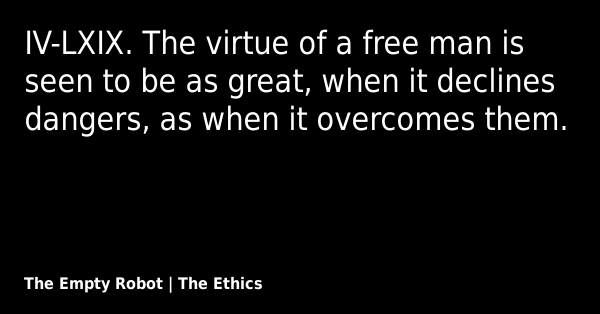 IV-LXIX. The virtue of a free man is
seen to be as great, when it declines
dangers, as when it overcomes them.
The Empty Robot | The Ethics